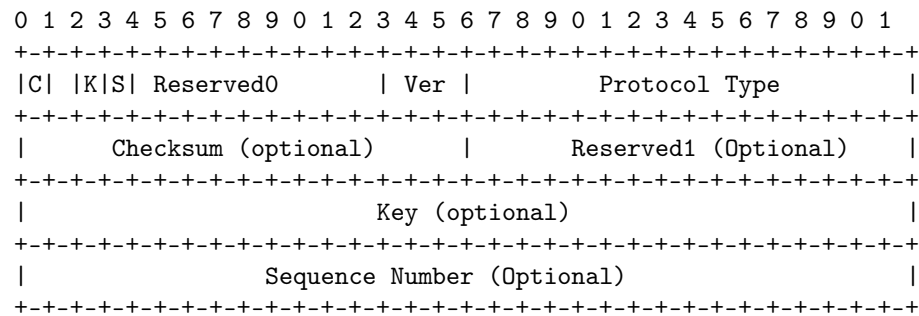 0 1 2 3 4 5 6 7 8 9 0 1 2 3 4 5 6 7 8 9 0 1 2 3 4 5 6 7 8 9 0 1
+-+-+-+-+-+-+-+-+-+-+-+-+-+-+-+-+-+-+-+-+-+-+-+-+-+-+-+-+-+-+-+-+
|C| |K|S| Reserved0       | Ver |         Protocol Type         |
+-+-+-+-+-+-+-+-+-+-+-+-+-+-+-+-+-+-+-+-+-+-+-+-+-+-+-+-+-+-+-+-+
|      Checksum (optional)      |       Reserved1 (Optional)    |
+-+-+-+-+-+-+-+-+-+-+-+-+-+-+-+-+-+-+-+-+-+-+-+-+-+-+-+-+-+-+-+-+
|                         Key (optional)                        |
+-+-+-+-+-+-+-+-+-+-+-+-+-+-+-+-+-+-+-+-+-+-+-+-+-+-+-+-+-+-+-+-+
|                 Sequence Number (Optional)                    |
+-+-+-+-+-+-+-+-+-+-+-+-+-+-+-+-+-+-+-+-+-+-+-+-+-+-+-+-+-+-+-+-+